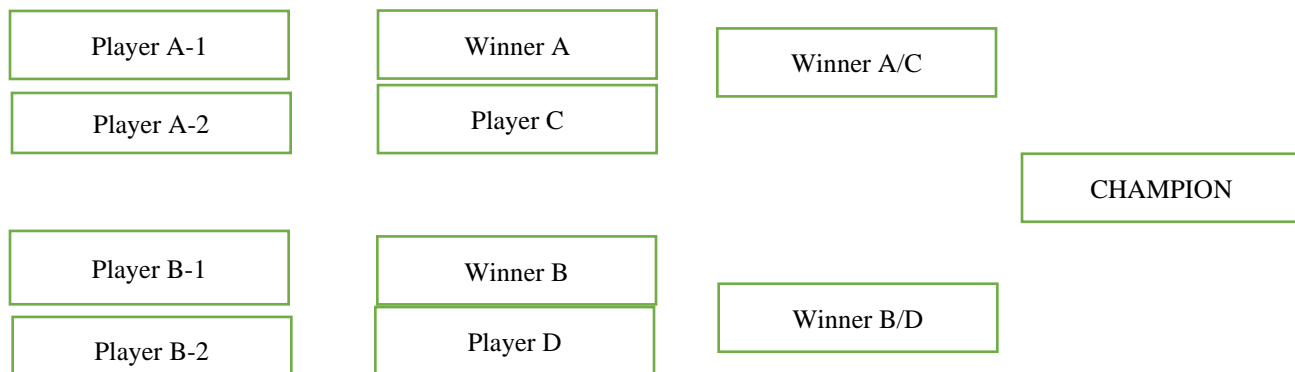 Player A-1
Player A-2
Player B-1
Player B-2
Winner A
Player C
Winner B
Player D
Winner A/C
Winner B/D
CHAMPION